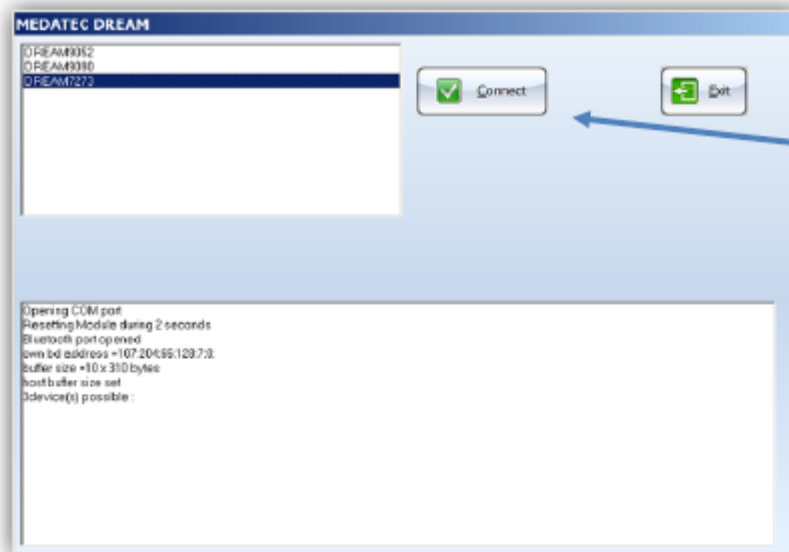 MEDATEC DREAM
DREAM9052
DREAM9090
DREAM7273
Connect
Exit
Opening COM port
Resetting Module during 2 seconds
Bluetooth port opened
own bd address =107:204:65:128:7:0:
buffer size =10 x 310 bytes
host buffer size set
3device(s) possible :